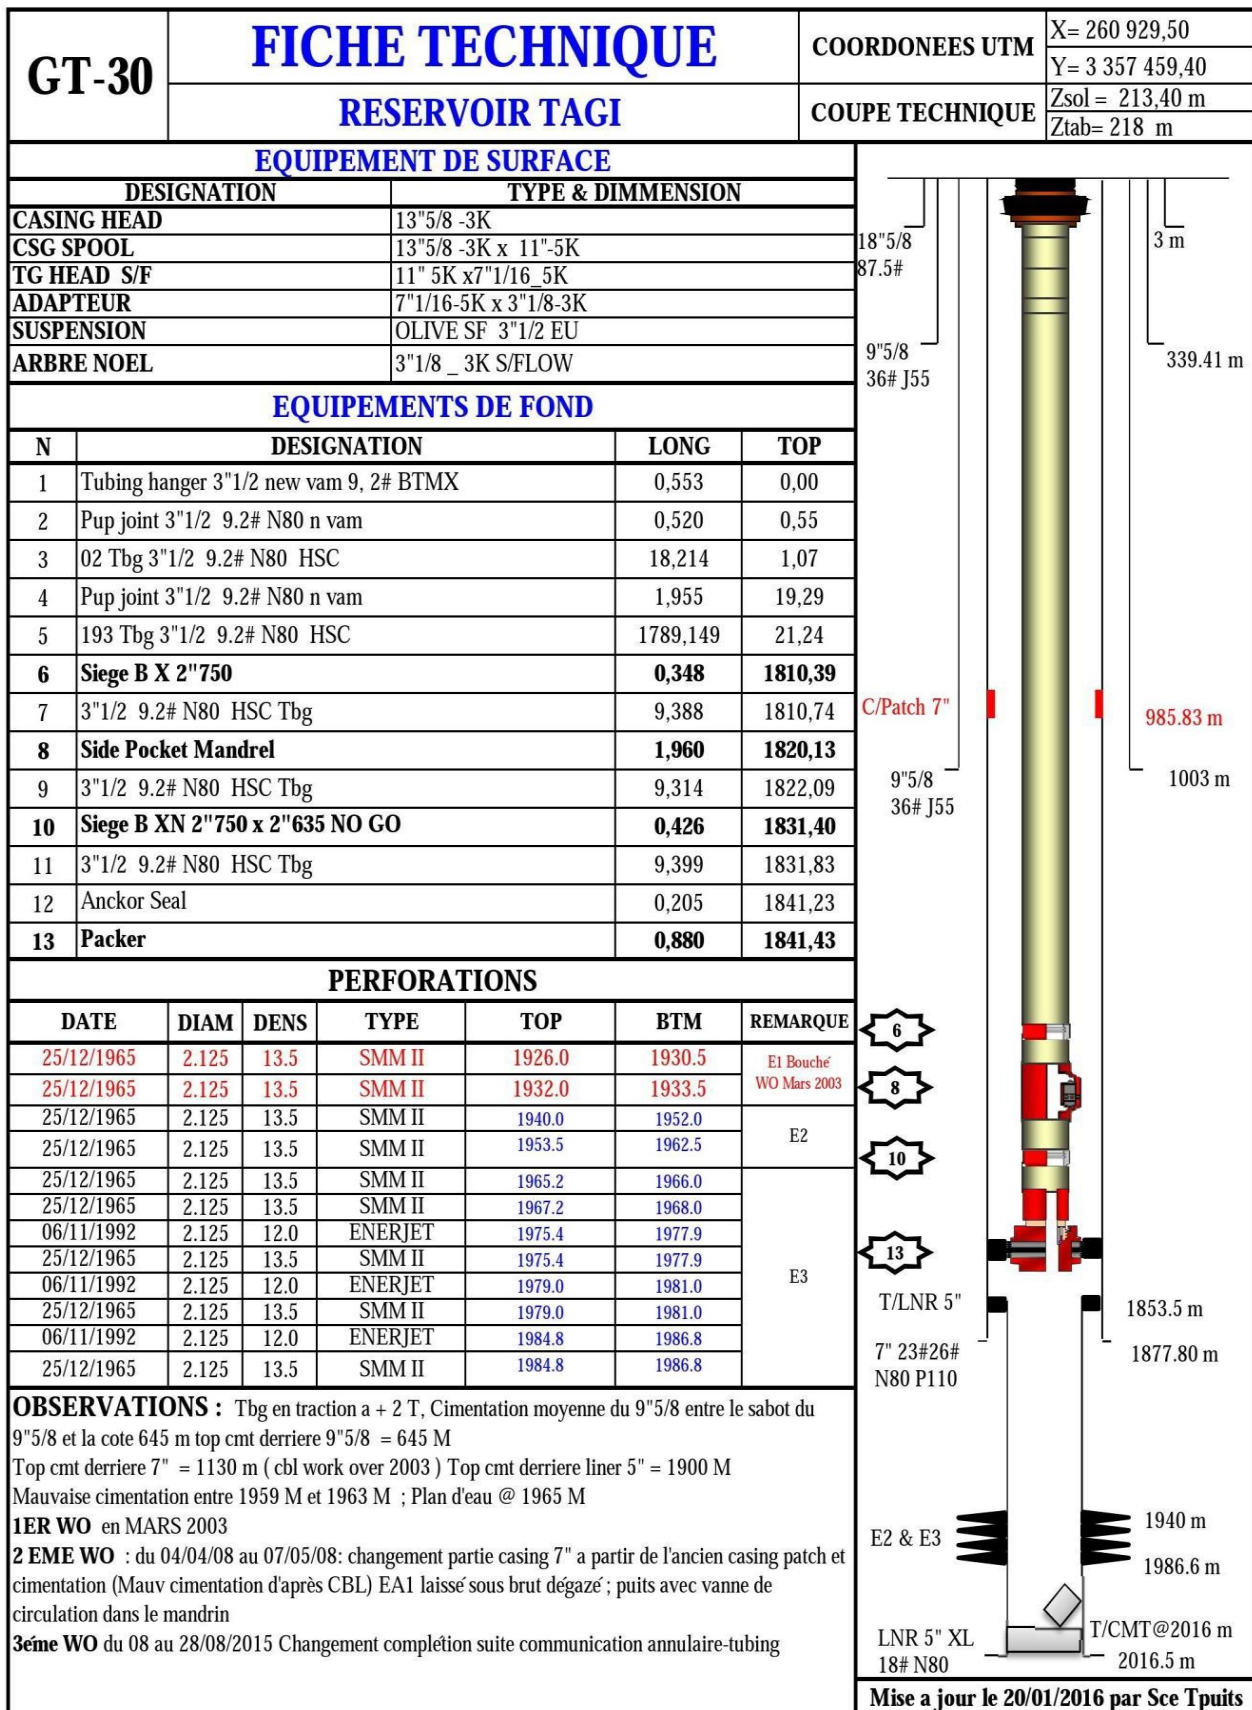 GT-30
FICHE TECHNIQUE
RESERVOIR TAGI
COORDONEES UTM
X= 260 929,50
Y= 3 357 459,40
COUPE TECHNIQUE
Zsol = 213,40 m
Ztab= 218 m
EQUIPEMENT DE SURFACE
DESIGNATION TYPE & DIMMENSION
CASING HEAD 13"5/8 -3K
CSG SPOOL 13"5/8 -3K x 11"-5K
TG HEAD S/F 11" 5K x7"1/16_5K
ADAPTEUR 7"1/16-5K x 3"1/8-3K
SUSPENSION OLIVE SF 3"1/2 EU
ARBRE NOEL 3"1/8 _ 3K S/FLOW
EQUIPEMENTS DE FOND
N DESIGNATION LONG TOP
1 Tubing hanger 3"1/2 new vam 9, 2# BTMX 0,553 0,00
2 Pup joint 3"1/2 9.2# N80 n vam 0,520 0,55
3 02 Tbg 3"1/2 9.2# N80 HSC 18,214 1,07
4 Pup joint 3"1/2 9.2# N80 n vam 1,955 19,29
5 193 Tbg 3"1/2 9.2# N80 HSC 1789,149 21,24
6 Siege B X 2"750 0,348 1810,39
7 3"1/2 9.2# N80 HSC Tbg 9,388 1810,74
8 Side Pocket Mandrel 1,960 1820,13
9 3"1/2 9.2# N80 HSC Tbg 9,314 1822,09
10 Siege B XN 2"750 x 2"635 NO GO 0,426 1831,40
11 3"1/2 9.2# N80 HSC Tbg 9,399 1831,83
12 Anckor Seal 0,205 1841,23
13 Packer 0,880 1841,43
PERFORATIONS
DATE DIAM DENS TYPE TOP BTM REMARQUE
25/12/1965 2.125 13.5 SMM II 1926.0 1930.5 E1 Bouché
25/12/1965 2.125 13.5 SMM II 1932.0 1933.5 WO Mars 2003
25/12/1965 2.125 13.5 SMM II 1940.0 1952.0 E2
25/12/1965 2.125 13.5 SMM II 1953.5 1962.5
25/12/1965 2.125 13.5 SMM II 1965.2 1966.0
25/12/1965 2.125 13.5 SMM II 1967.2 1968.0
06/11/1992 2.125 12.0 ENERJET 1975.4 1977.9
25/12/1965 2.125 13.5 SMM II 1975.4 1977.9
06/11/1992 2.125 12.0 ENERJET 1979.0 1981.0 E3
25/12/1965 2.125 13.5 SMM II 1979.0 1981.0
06/11/1992 2.125 12.0 ENERJET 1984.8 1986.8
25/12/1965 2.125 13.5 SMM II 1984.8 1986.8
OBSERVATIONS : Tbg en traction a + 2 T, Cimentation moyenne du 9"5/8 entre le sabot du
9"5/8 et la cote 645 m top cmt derriere 9"5/8 = 645 M
Top cmt derriere 7" = 1130 m ( cbl work over 2003 ) Top cmt derriere liner 5" = 1900 M
Mauvaise cimentation entre 1959 M et 1963 M ; Plan d'eau @ 1965 M
1ER WO en MARS 2003
2 EME WO : du 04/04/08 au 07/05/08: changement partie casing 7" a partir de l'ancien casing patch et
cimentation (Mauv cimentation d'après CBL) EA1 laissé sous brut dégazé ; puits avec vanne de
circulation dans le mandrin
3eme WO du 08 au 28/08/2015 Changement complétion suite communication annulaire-tubing
18"5/8
87.5#
3 m
9"5/8
36# J55
339.41 m
C/Patch 7"
985.83 m
9"5/8
36# J55
1003 m
6
8
10
13
T/LNR 5"
1853.5 m
7" 23#26#
N80 P110
1877.80 m
E2 & E3
1940 m
1986.6 m
T/CMT@2016 m
LNR 5" XL
18# N80
2016.5 m
Mise a jour le 20/01/2016 par Sce Tpuits